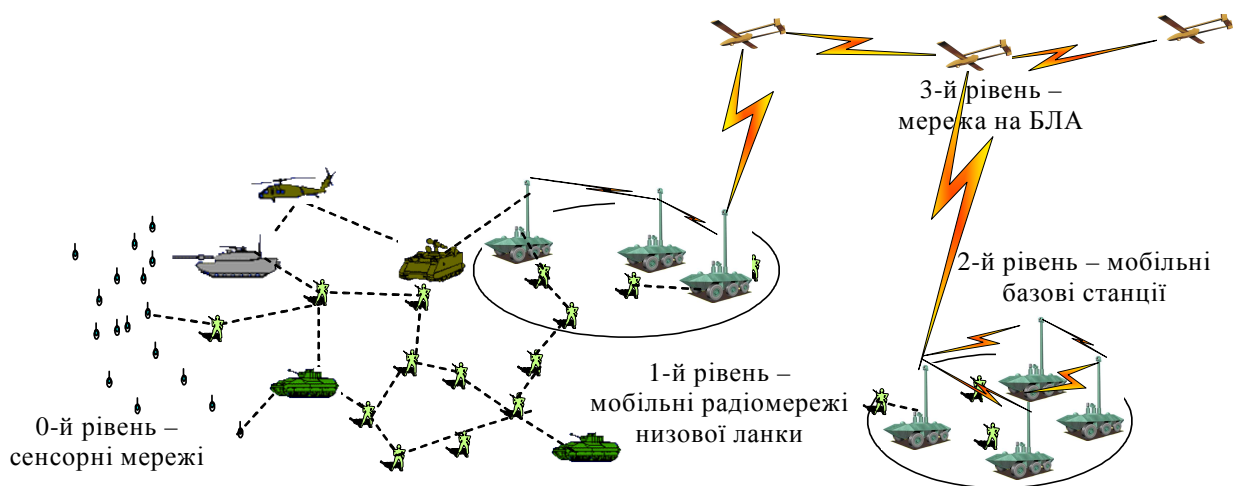 3-й рівень –
мережа на БЛА
2-й рівень – мобільні
базові станції
1-й рівень –
мобільні радіомережі
низової ланки
0-й рівень –
сенсорні мережі